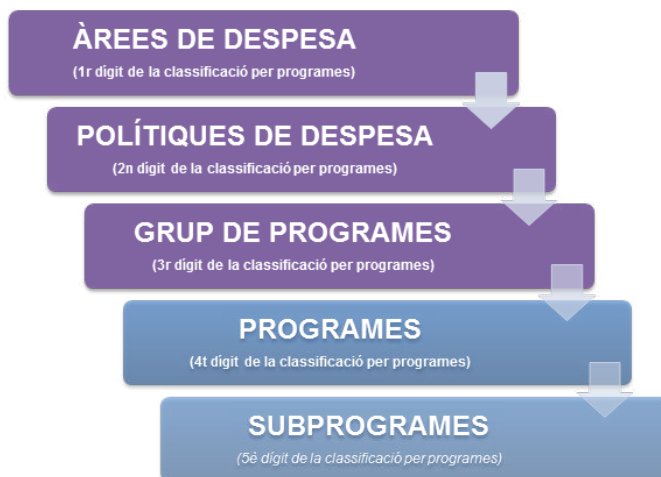 ÀREES DE DESPESA
(1r dígit de la classificació per programes)
POLÍTIQUES DE DESPESA
(2n dígit de la classificació per programes)
GRUP DE PROGRAMES
(3r dígit de la classificació per programes)
PROGRAMES
(4t dígit de la classificació per programes)
SUBPROGRAMES
(5è dígit de la classificació per programes)